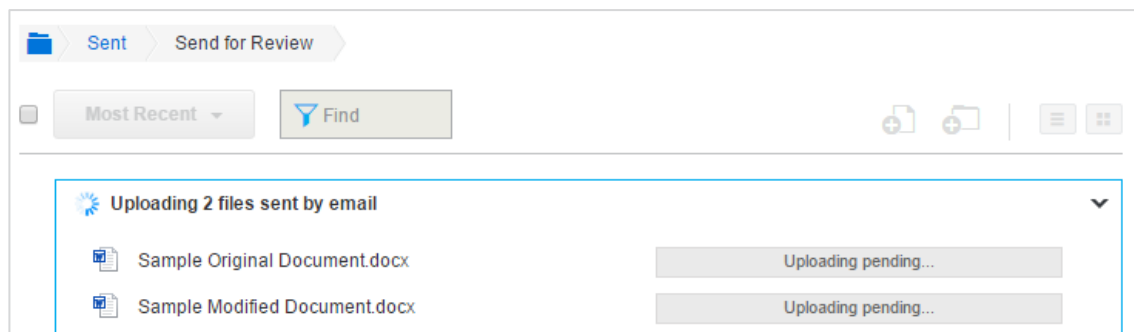 Sent Send for Review
Most Recent Find
Uploading 2 files sent by email
Sample Original Document.docx Uploading pending...
Sample Modified Document.docx Uploading pending...